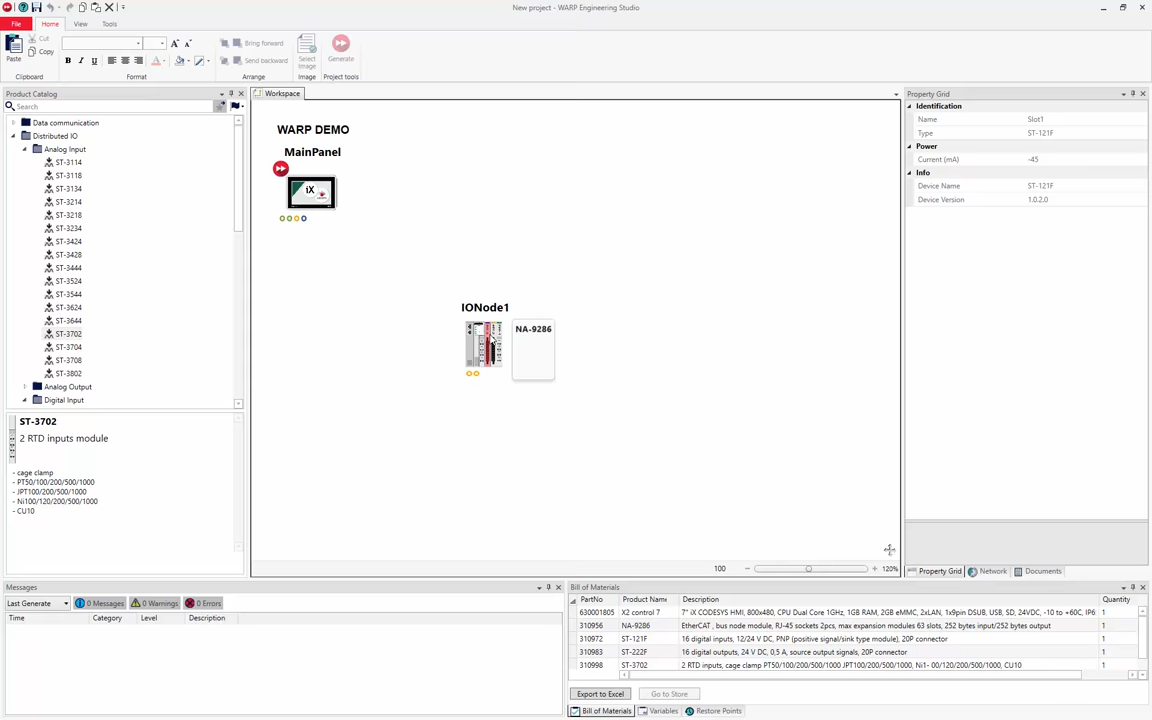 New project - WARP Engineering Studio
File Home View Tools
Cut
Copy
Paste
Bring forward
Send backward
Select Image
Generate
Clipboard Format Arrange Image Project tools
Product Catalog
Search
Data communication
Distributed IO
Analog Input
ST-3114
ST-3118
ST-3134
ST-3214
ST-3218
ST-3234
ST-3424
ST-3428
ST-3444
ST-3524
ST-3544
ST-3624
ST-3644
ST-3702
ST-3704
ST-3708
ST-3802
Analog Output
Digital Input
ST-3702
2 RTD inputs module
- cage clamp
- PT50/100/200/500/1000
- JPT100/200/500/1000
- Ni100/120/200/500/1000
- CU10
Workspace
WARP DEMO
MainPanel
iX
IONode1
NA-9286
100 120%
Property Grid
Identification
Name Slot1
Type ST-121F
Power
Current (mA) -45
Info
Device Name ST-121F
Device Version 1.0.2.0
Property Grid Network Documents
Messages
Last Generate 0 Messages 0 Warnings 0 Errors
Time Category Level Description
Bill of Materials
PartNo Product Name Description Quantity
630001805 X2 control 7 7" iX CODESYS HMI, 800x480, CPU Dual Core 1GHz, 1GB RAM, 2GB eMMC, 2xLAN, 1x9pin DSUB, USB, SD, 24VDC, -10 to +60C, IP6 1
310956 NA-9286 EtherCAT , bus node module, RJ-45 sockets 2pcs, max expansion modules 63 slots, 252 bytes input/252 bytes output 1
310972 ST-121F 16 digital inputs, 12/24 V DC, PNP (positive signal/sink type module), 20P connector 1
310983 ST-222F 16 digital outputs, 24 V DC, 0,5 A, source output signals, 20P connector 1
310998 ST-3702 2 RTD inputs, cage clamp PT50/100/200/500/1000 JPT100/200/500/1000, Ni1- 00/120/200/500/1000, CU10 1
Export to Excel Go to Store
Bill of Materials Variables Restore Points